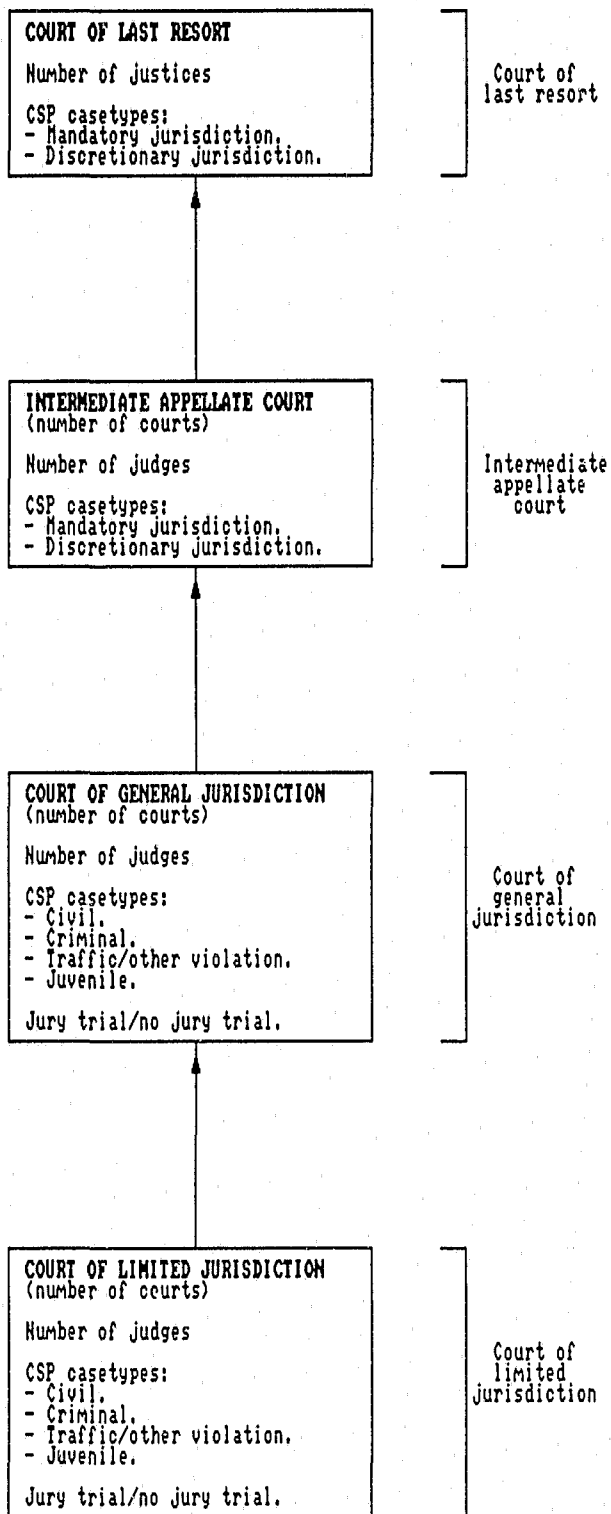 COURT OF LAST RESORT
Number of justices
CSP casetypes:
- Mandatory jurisdiction.
- Discretionary jurisdiction.
Court of
last resort
INTERMEDIATE APPELLATE COURT
(number of courts)
Number of judges
CSP casetypes:
- Mandatory jurisdiction.
- Discretionary jurisdiction.
Intermediate
appellate
court
COURT OF GENERAL JURISDICTION
(number of courts)
Number of judges
CSP casetypes:
- Civil.
- Criminal.
- Traffic/other violation.
- Juvenile.
Jury trial/no jury trial.
Court of
general
jurisdiction
COURT OF LIMITED JURISDICTION
(number of courts)
Number of judges
CSP casetypes:
- Civil.
- Criminal.
- Traffic/other violation.
- Juvenile.
Jury trial/no jury trial.
Court of
limited
jurisdiction